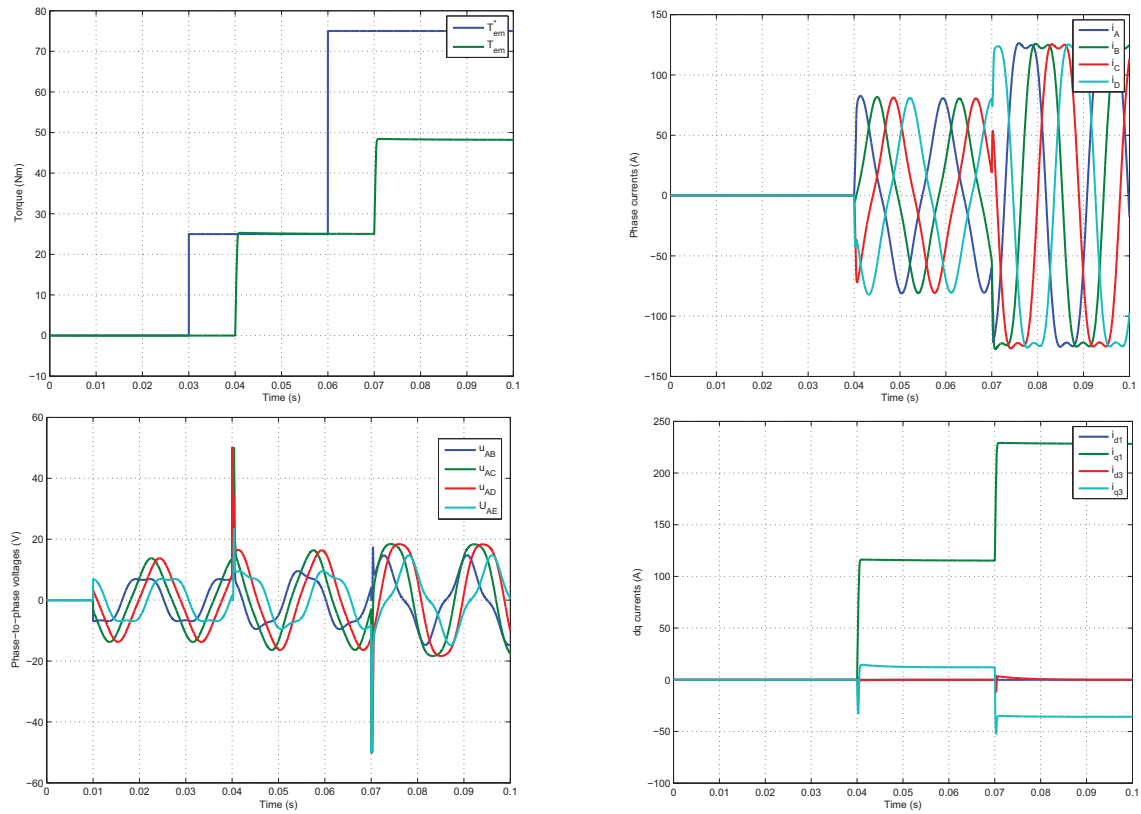 80
70
60
50
40
30
20
10
0
−10
0 0.01 0.02 0.03 0.04 0.05 0.06 0.07 0.08 0.09 0.1
Torque (Nm)
Time (s)
T*em
Tem
150
100
50
0
−50
−100
−150
0 0.01 0.02 0.03 0.04 0.05 0.06 0.07 0.08 0.09 0.1
Phase currents (A)
Time (s)
iA
iB
iC
iD
60
40
20
0
−20
−40
−60
0 0.01 0.02 0.03 0.04 0.05 0.06 0.07 0.08 0.09 0.1
Phase−to−phase voltages (V)
Time (s)
uAB
uAC
uAD
UAE
250
200
150
100
50
0
−50
−100
0 0.01 0.02 0.03 0.04 0.05 0.06 0.07 0.08 0.09 0.1
dq currents (A)
Time (s)
id1
iq1
id3
iq3